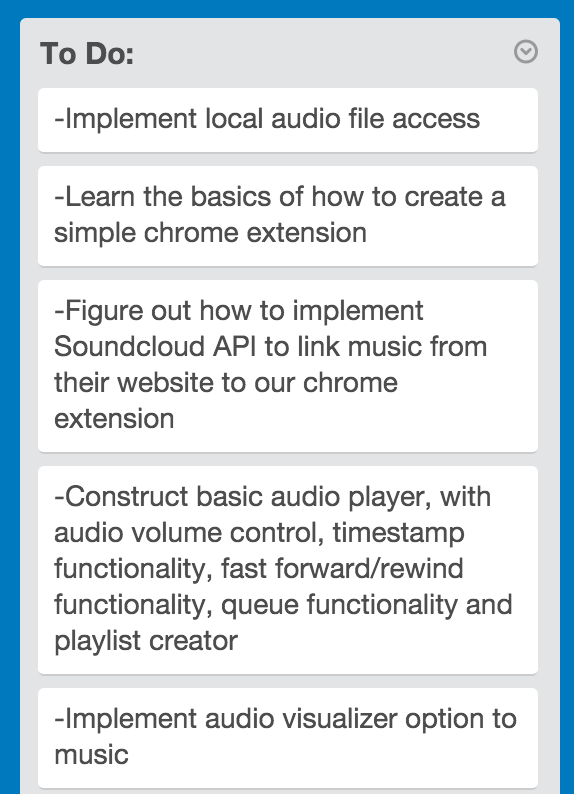 To Do:
-Implement local audio file access
-Learn the basics of how to create a
simple chrome extension
-Figure out how to implement
Soundcloud API to link music from
their website to our chrome
extension
-Construct basic audio player, with
audio volume control, timestamp
functionality, fast forward/rewind
functionality, queue functionality and
playlist creator
-Implement audio visualizer option to
music